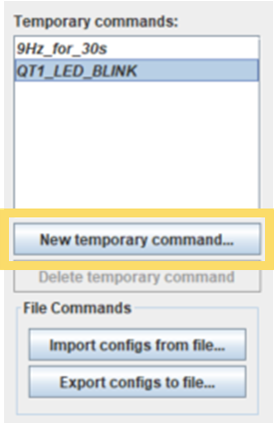 Temporary commands:
9Hz_for_30s
QT1_LED_BLINK
New temporary command...
Delete temporary command
File Commands
Import configs from file...
Export configs to file...